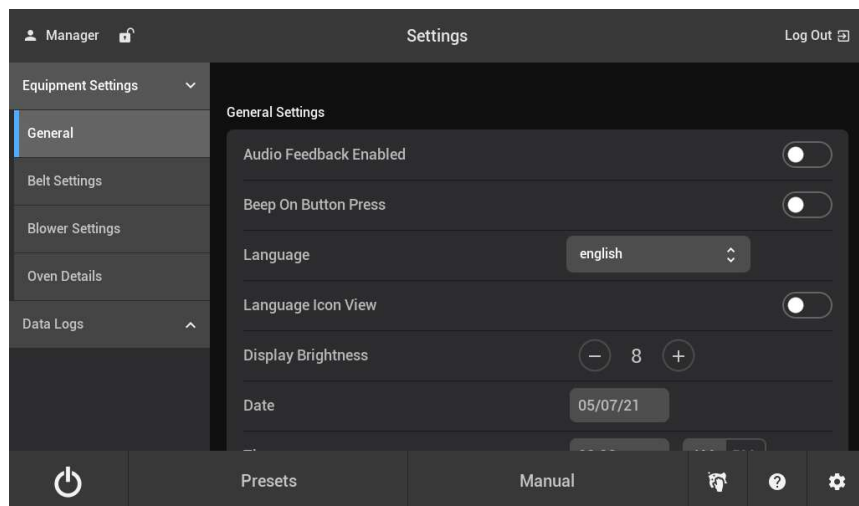 Manager
Settings
Log Out
Equipment Settings
General
Belt Settings
Blower Settings
Oven Details
Data Logs
General Settings
Audio Feedback Enabled
Beep On Button Press
Language
english
Language Icon View
Display Brightness
8
Date
05/07/21
Presets
Manual